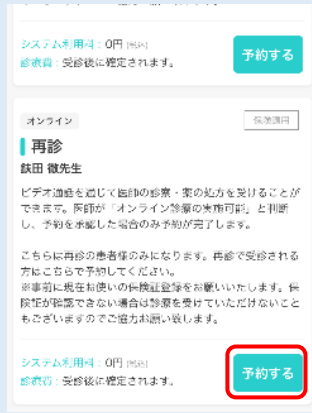 システム利用料：0円 (税込)
診療費：受診後に確定されます。
予約する
オンライン
保険適用
再診
飯田 徹先生
ビデオ通話を通じて医師の診察・薬の処方を受けることが
できます。医師が「オンライン診療の実施可能」と判断
し、予約を承認した場合のみ予約が完了します。
こちらは再診の患者様のみになります。再診で受診される
方はこちらで予約してください。
※事前に現在お使いの保険証登録をお願いいたします。保
険証が確認できない場合は診療を受けていただけないこと
もございますのでご協力お願い致します。
システム利用料：0円 (税込)
診療費：受診後に確定されます。
予約する